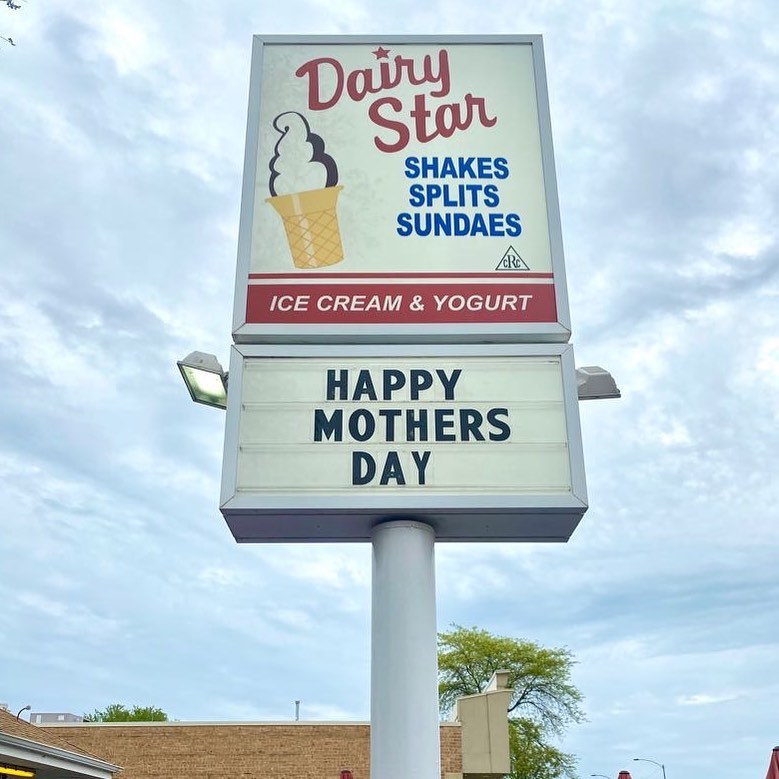 Dairy
Star
SHAKES
SPLITS
SUNDAES
cRc
ICE CREAM & YOGURT
HAPPY
MOTHERS
DAY